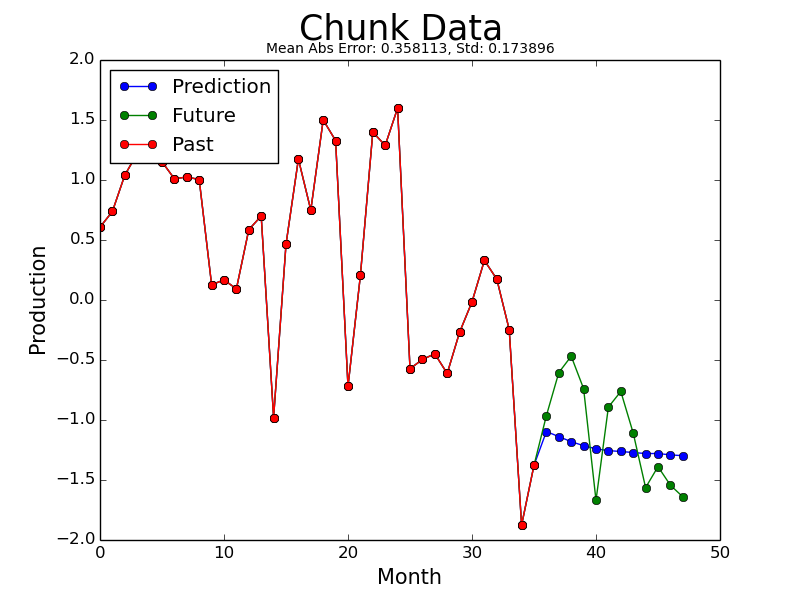 Chunk Data
Mean Abs Error: 0.358113, Std: 0.173896
Prediction
Future
Past
2.0
1.5
1.0
0.5
0.0
−0.5
−1.0
−1.5
−2.0
Production
0 10 20 30 40 50
Month